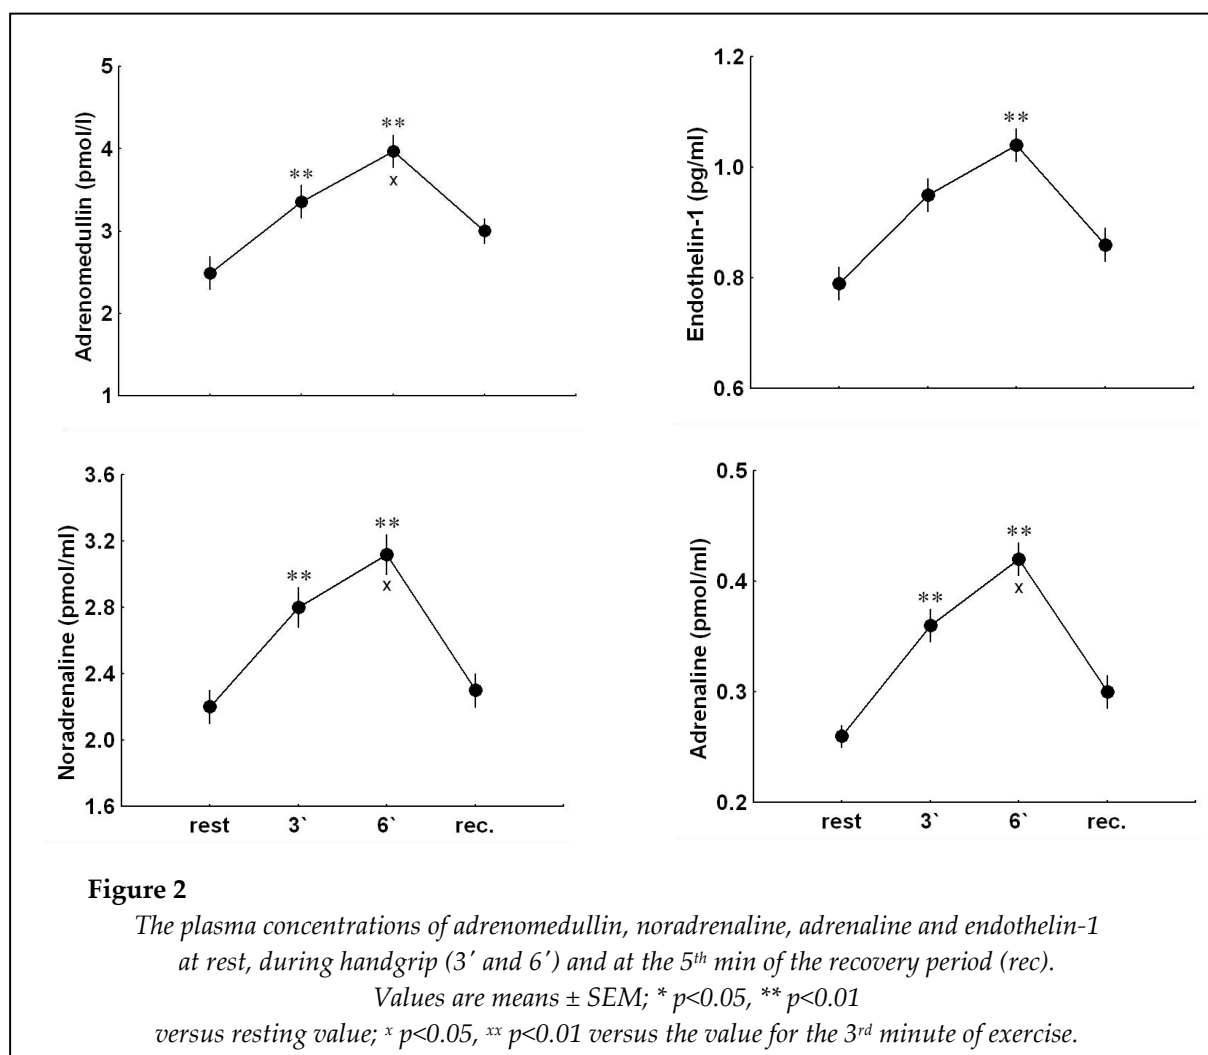 5
4
3
2
1
Adrenomedullin (pmol/l)
**
**
x
1.2
1.0
0.8
0.6
Endothelin-1 (pg/ml)
**
3.6
3.2
2.8
2.4
2.0
1.6
Noradrenaline (pmol/ml)
**
**
x
rest 3` 6` rec.
0.5
0.4
0.3
0.2
Adrenaline (pmol/ml)
**
**
x
rest 3` 6` rec.
Figure 2
The plasma concentrations of adrenomedullin, noradrenaline, adrenaline and endothelin-1
at rest, during handgrip (3' and 6') and at the 5th min of the recovery period (rec).
Values are means ± SEM; * p<0.05, ** p<0.01
versus resting value; x p<0.05, xx p<0.01 versus the value for the 3rd minute of exercise.